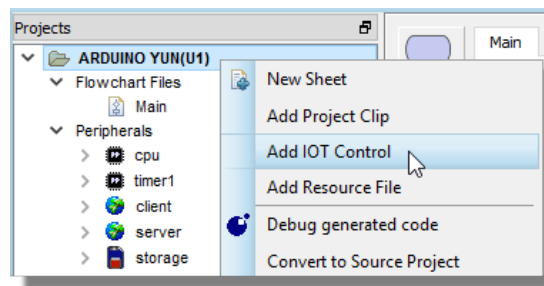 Projects
ARDUINO YUN(U1)
Flowchart Files
Main
Peripherals
cpu
timer1
client
server
storage
Main
New Sheet
Add Project Clip
Add IOT Control
Add Resource File
Debug generated code
Convert to Source Project